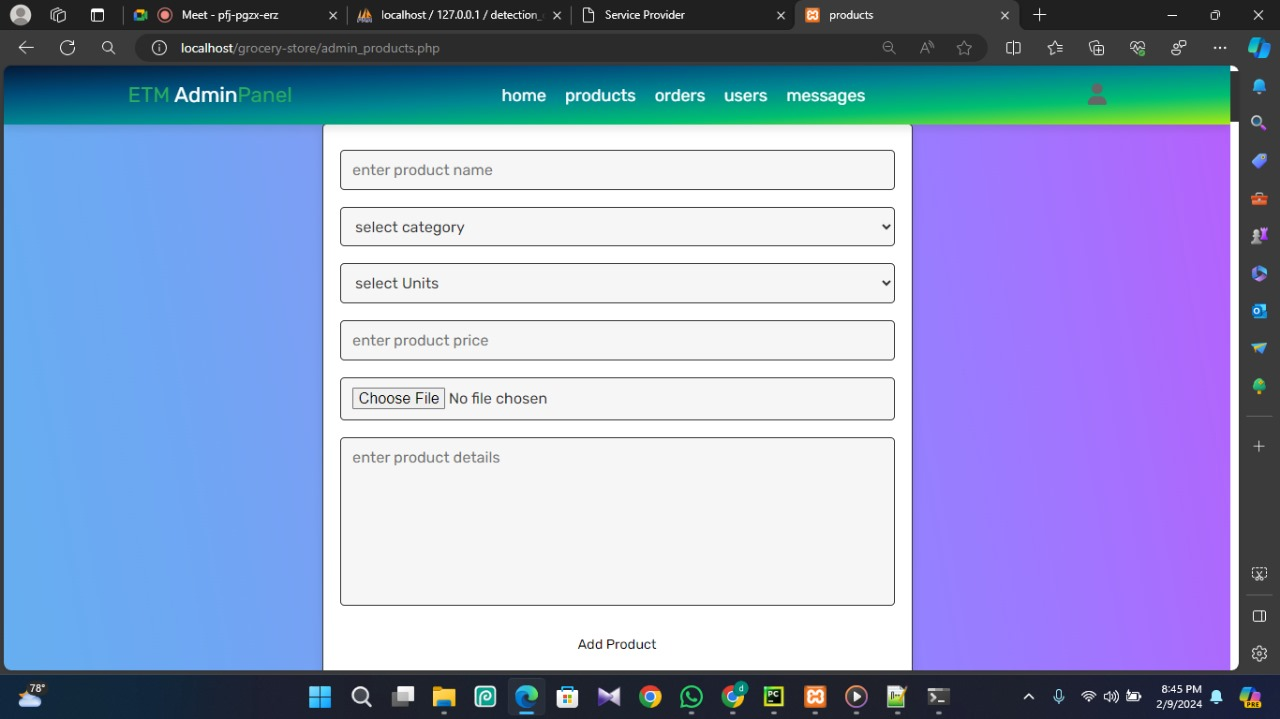 Meet - pfj-pgzx-erz
localhost / 127.0.0.1 / detection_
Service Provider
products
localhost/grocery-store/admin_products.php
ETM AdminPanel
home products orders users messages
enter product name
select category
select Units
enter product price
Choose File No file chosen
enter product details
Add Product
78°
d
PC
8:45 PM
2/9/2024
PRE